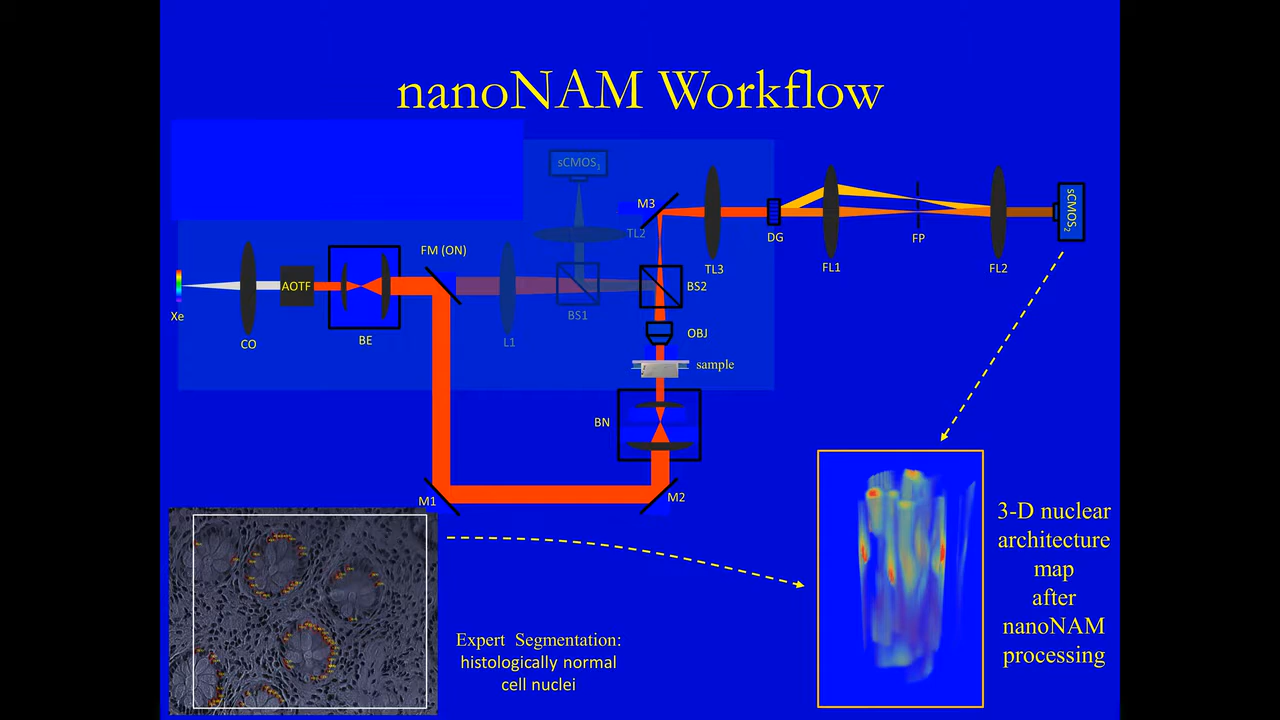 nanoNAM Workflow
sCMOS1
M3
TL2
sCMOS2
FM (ON)
DG
FP
TL3
FL1
FL2
AOTF
BS2
Xe
BS1
OBJ
CO
BE
L1
sample
BN
M1
M2
3-D nuclear
architecture
map
after
nanoNAM
processing
Expert Segmentation:
histologically normal
cell nuclei